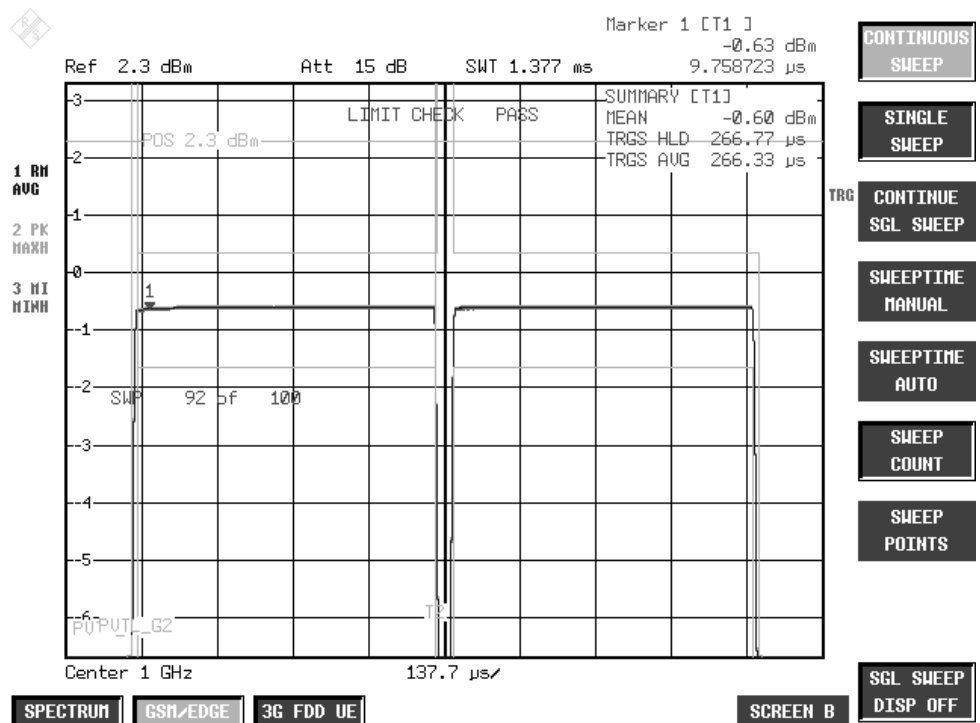 Marker 1 [T1 ]
-0.63 dBm
Ref 2.3 dBm Att 15 dB SWT 1.377 ms 9.758723 µs
CONTINUOUS SWEEP
SINGLE SWEEP
CONTINUE SGL SWEEP
SWEEPTIME MANUAL
SWEEPTIME AUTO
SWEEP COUNT
SWEEP POINTS
SGL SWEEP DISP OFF
SUMMARY [T1]
MEAN -0.60 dBm
TRGS HLD 266.77 µs
TRGS AVG 266.33 µs
LIMIT CHECK PASS
POS 2.3 dBm
1 RM
AVG
2 PK
MAXH
3 MI
MINH
TRG
3
2
1
0
-1
-2
-3
-4
-5
-6
1
SWP 92 of 100
T2
Center 1 GHz 137.7 µs/
SPECTRUM GSM/EDGE 3G FDD UE SCREEN B
R S